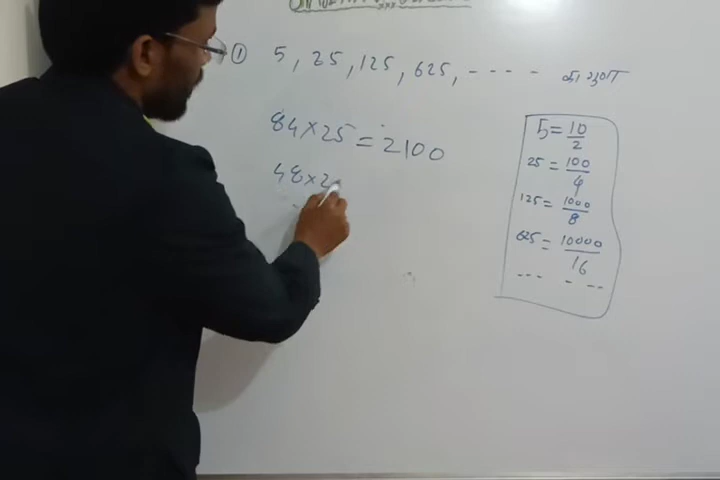 ① 5, 25, 125, 625, - - - -
84 × 25 = 2100
48 × 2
5 = 10/2
25 = 100/4
125 = 1000/8
625 = 10000/16
--- - --